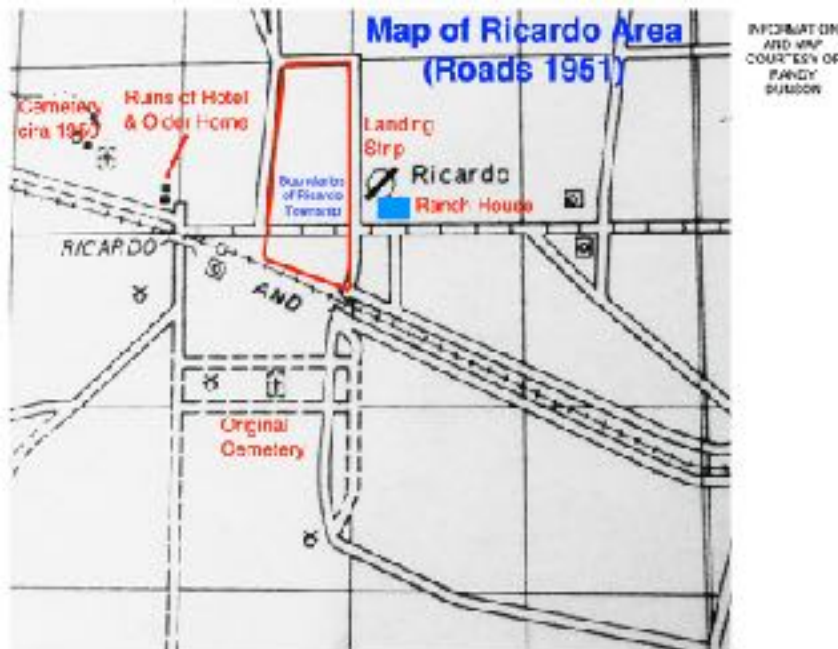 Map of Ricardo Area
(Roads 1951)
INFORMATION
AND MAP
COURTESY OF
RANDY
Cemetery
Ruins of Hotel
& Older Home
Landing
Strip
Ricardo
Ranch House
Boundaries
of Ricardo
Township
RICARDO
AND
Original
Cemetery